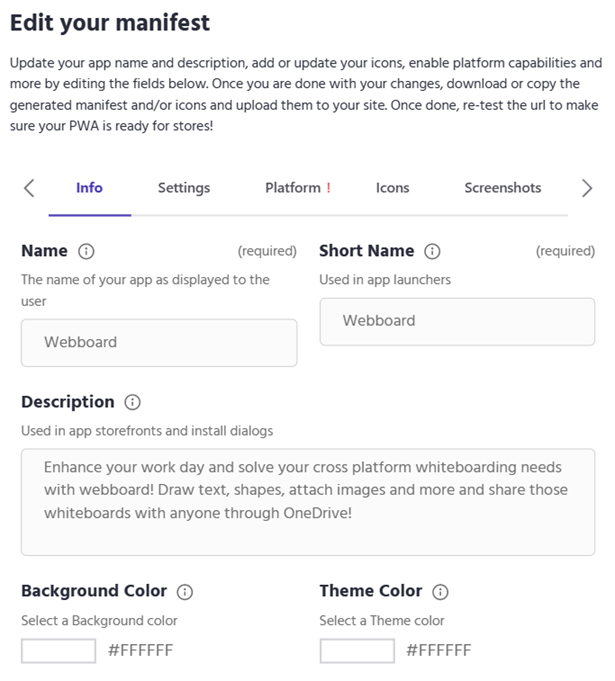 Edit your manifest
Update your app name and description, add or update your icons, enable platform capabilities and
more by editing the fields below. Once you are done with your changes, download or copy the
generated manifest and/or icons and upload them to your site. Once done, re-test the url to make
sure your PWA is ready for stores!
Info Settings Platform ! Icons Screenshots
Name (required)
The name of your app as displayed to the
user
Webboard
Short Name (required)
Used in app launchers
Webboard
Description
Used in app storefronts and install dialogs
Enhance your work day and solve your cross platform whiteboarding needs
with webboard! Draw text, shapes, attach images and more and share those
whiteboards with anyone through OneDrive!
Background Color
Select a Background color
#FFFFFF
Theme Color
Select a Theme color
#FFFFFF